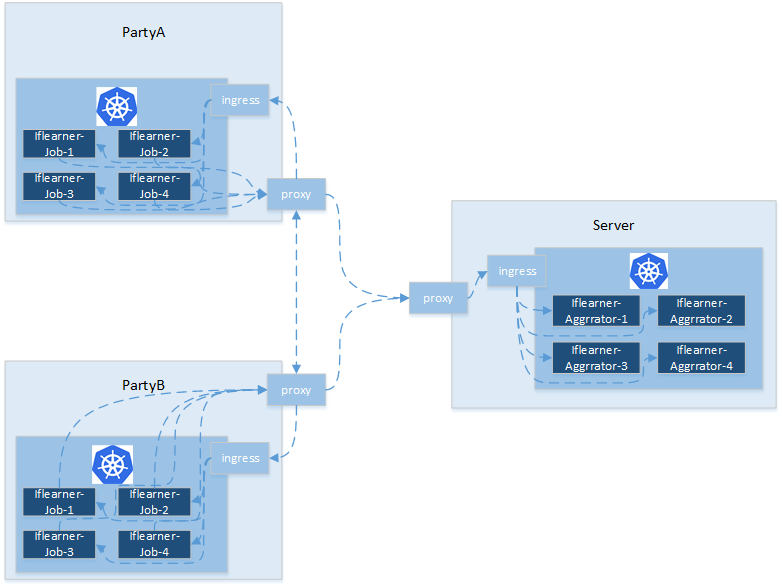 PartyA
ingress
Iflearner-
Job-1
Iflearner-
Job-2
Iflearner-
Job-3
Iflearner-
Job-4
proxy
Server
ingress
proxy
Iflearner-
Aggrrator-1
Iflearner-
Aggrrator-2
Iflearner-
Aggrrator-3
Iflearner-
Aggrrator-4
PartyB
proxy
ingress
Iflearner-
Job-1
Iflearner-
Job-2
Iflearner-
Job-3
Iflearner-
Job-4